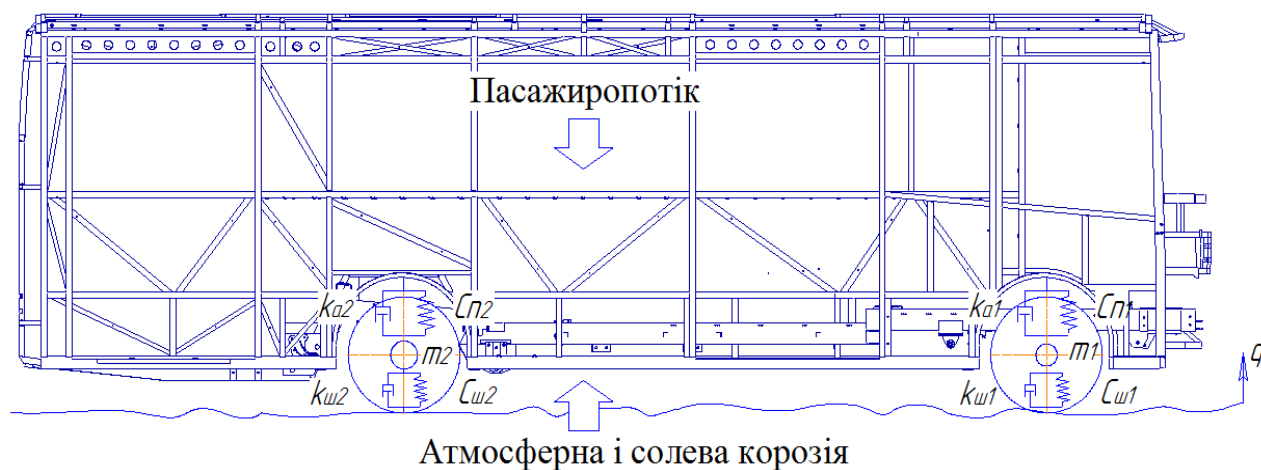 Пасажиропотік
kа2 Сп2 kа1 Сп1
m2 m1
q
kш2 Сш2 kш1 Сш1
Атмосферна і солева корозія